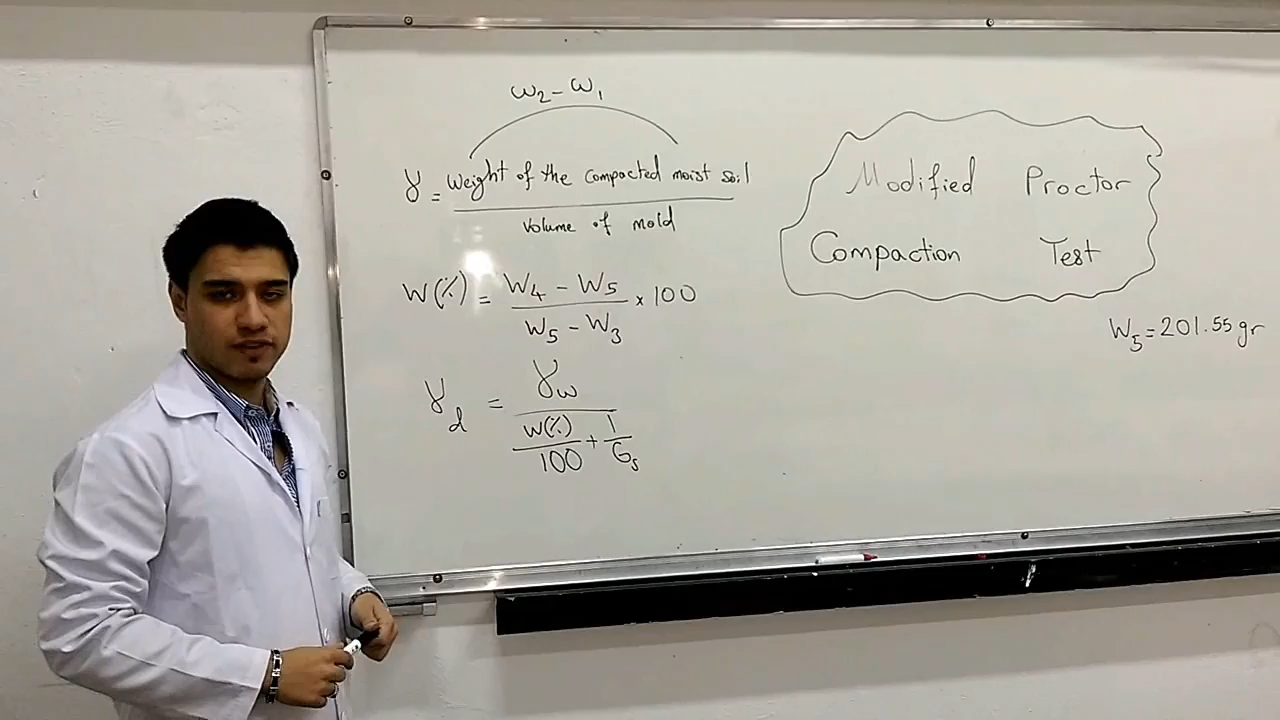 ω₂ - ω₁
γ = Weight of the compacted moist soil
Volume of mold
W(%) = W₄ - W₅ / W₅ - W₃ × 100
γd = γω / W(%)/100 + 1/Gs
Modified Proctor
Compaction Test
W₅ = 201.55 gr